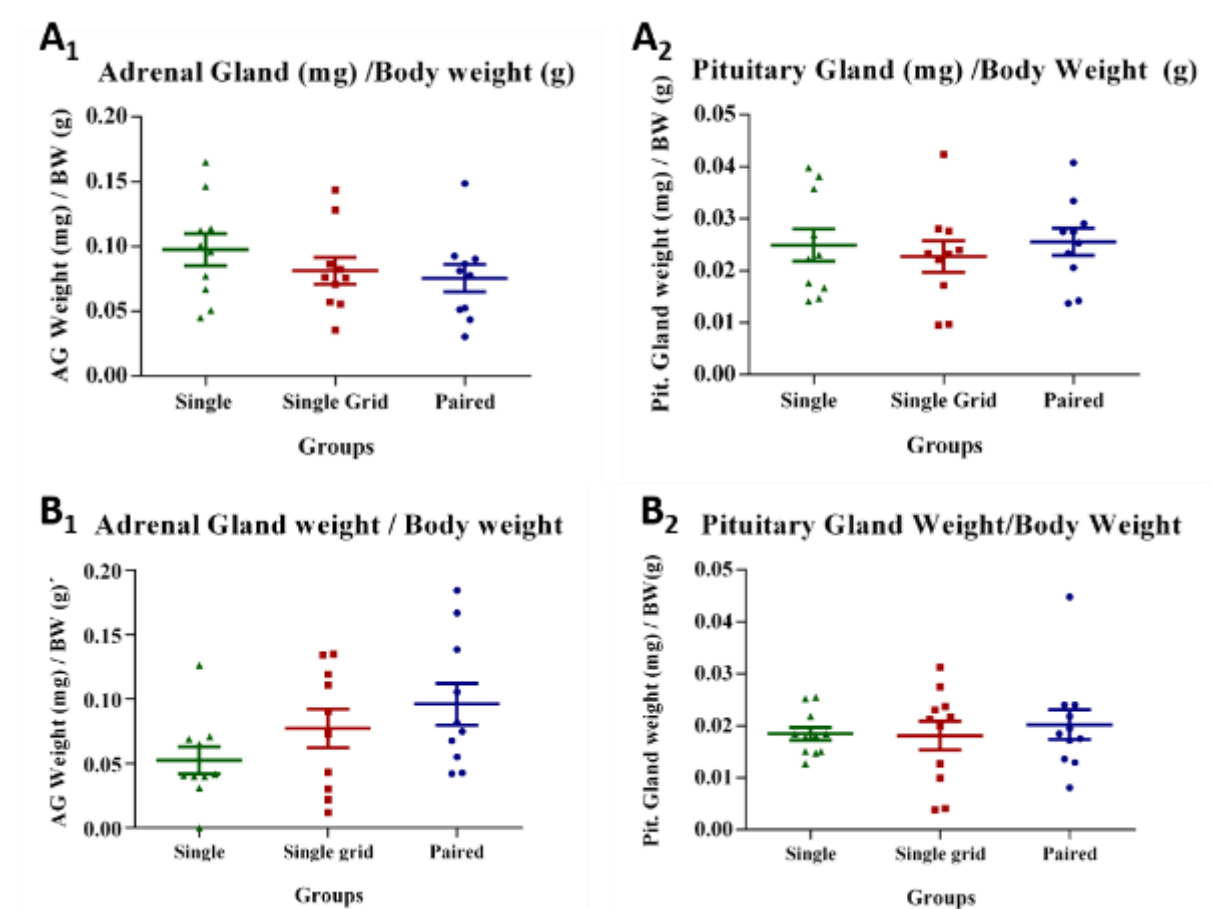 A1
Adrenal Gland (mg) /Body weight (g)
AG Weight (mg) / BW (g)
0.20
0.15
0.10
0.05
0.00
Single Single Grid Paired
Groups
A2
Pituitary Gland (mg) /Body Weight (g)
Pit. Gland weight (mg) / BW (g)
0.05
0.04
0.03
0.02
0.01
0.00
Single Single Grid Paired
Groups
B1
Adrenal Gland weight / Body weight
AG Weight (mg) / BW (g)´
0.20
0.15
0.10
0.05
0.00
Single Single grid Paired
Groups
B2
Pituitary Gland Weight/Body Weight
Pit. Gland weight (mg) / BW(g)
0.05
0.04
0.03
0.02
0.01
0.00
Single Single grid Paired
Groups